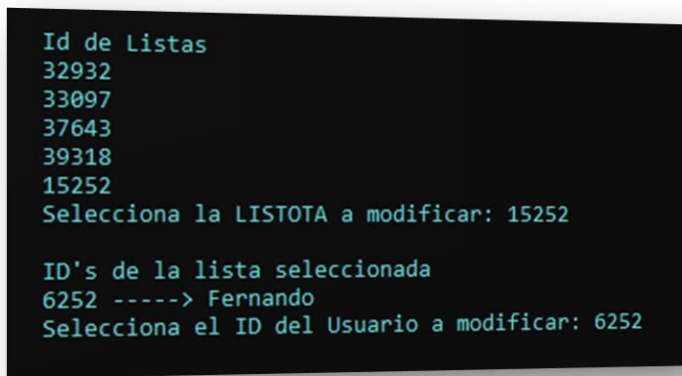 Id de Listas
32932
33097
37643
39318
15252
Selecciona la LISTOTA a modificar: 15252
ID's de la lista seleccionada
6252 -----> Fernando
Selecciona el ID del Usuario a modificar: 6252